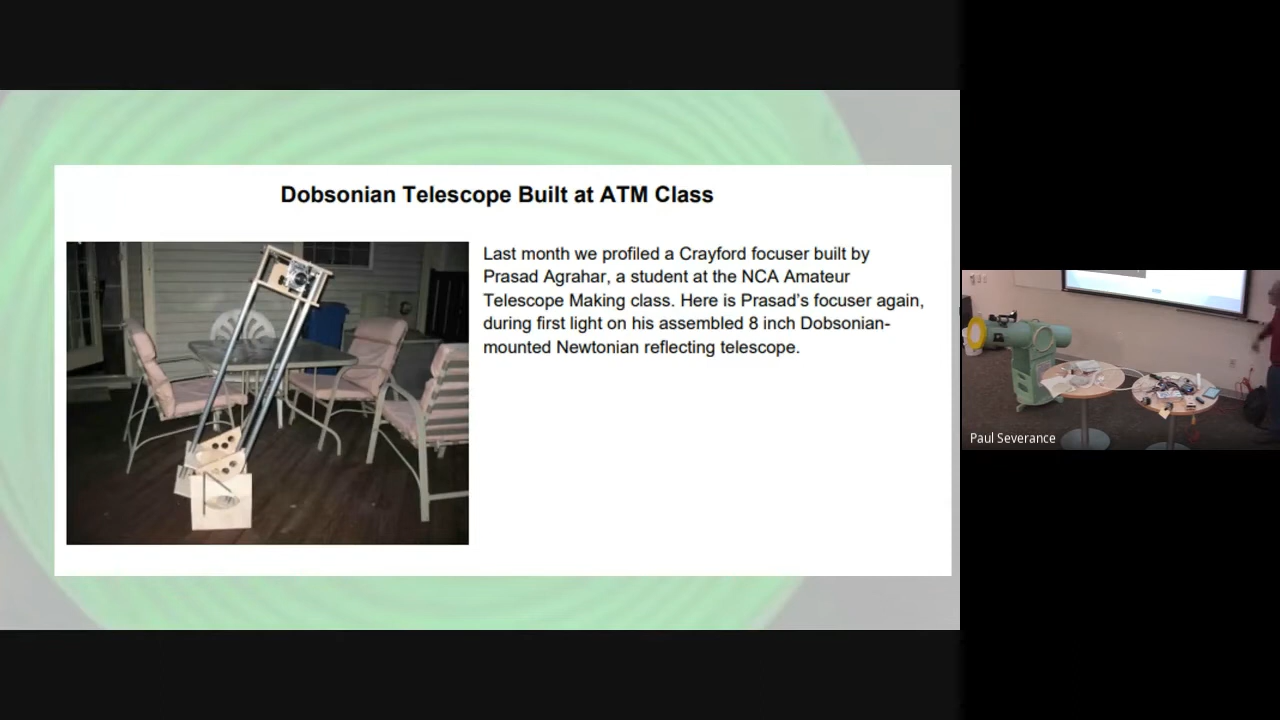 Dobsonian Telescope Built at ATM Class
Last month we profiled a Crayford focuser built by
Prasad Agrahar, a student at the NCA Amateur
Telescope Making class. Here is Prasad's focuser again,
during first light on his assembled 8 inch Dobsonian-
mounted Newtonian reflecting telescope.
Paul Severance